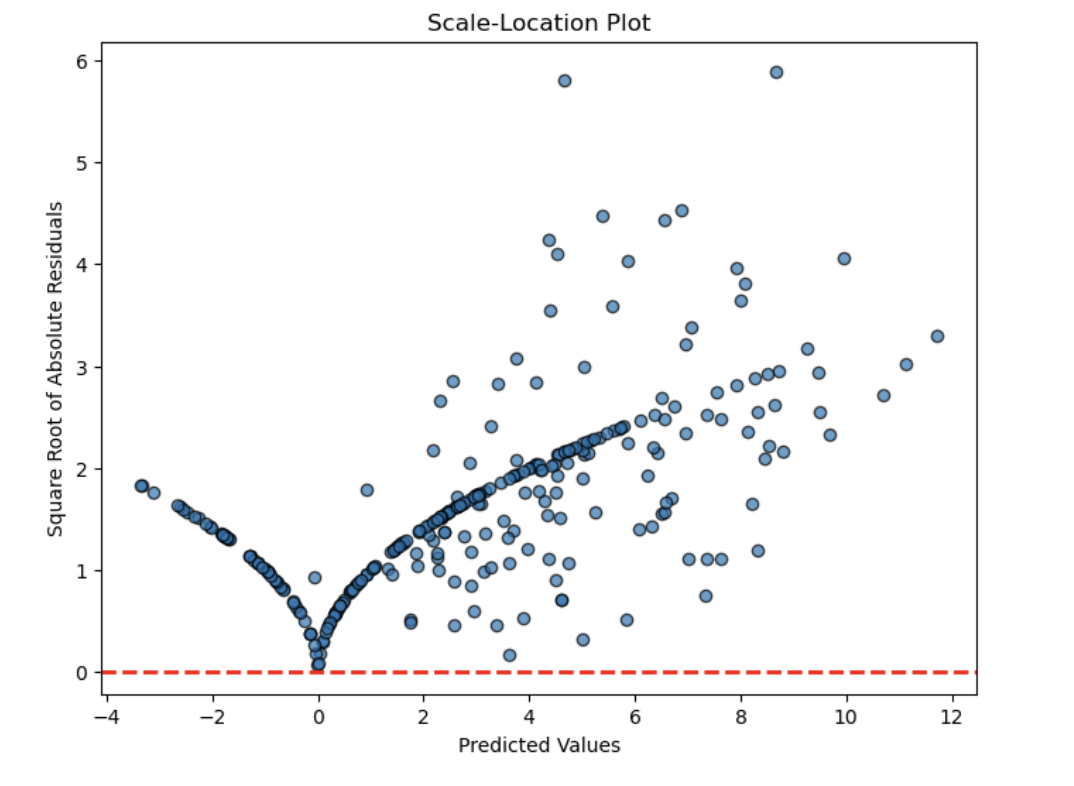 Scale-Location Plot
6
5
4
3
2
1
0
Square Root of Absolute Residuals
−4 −2 0 2 4 6 8 10 12
Predicted Values